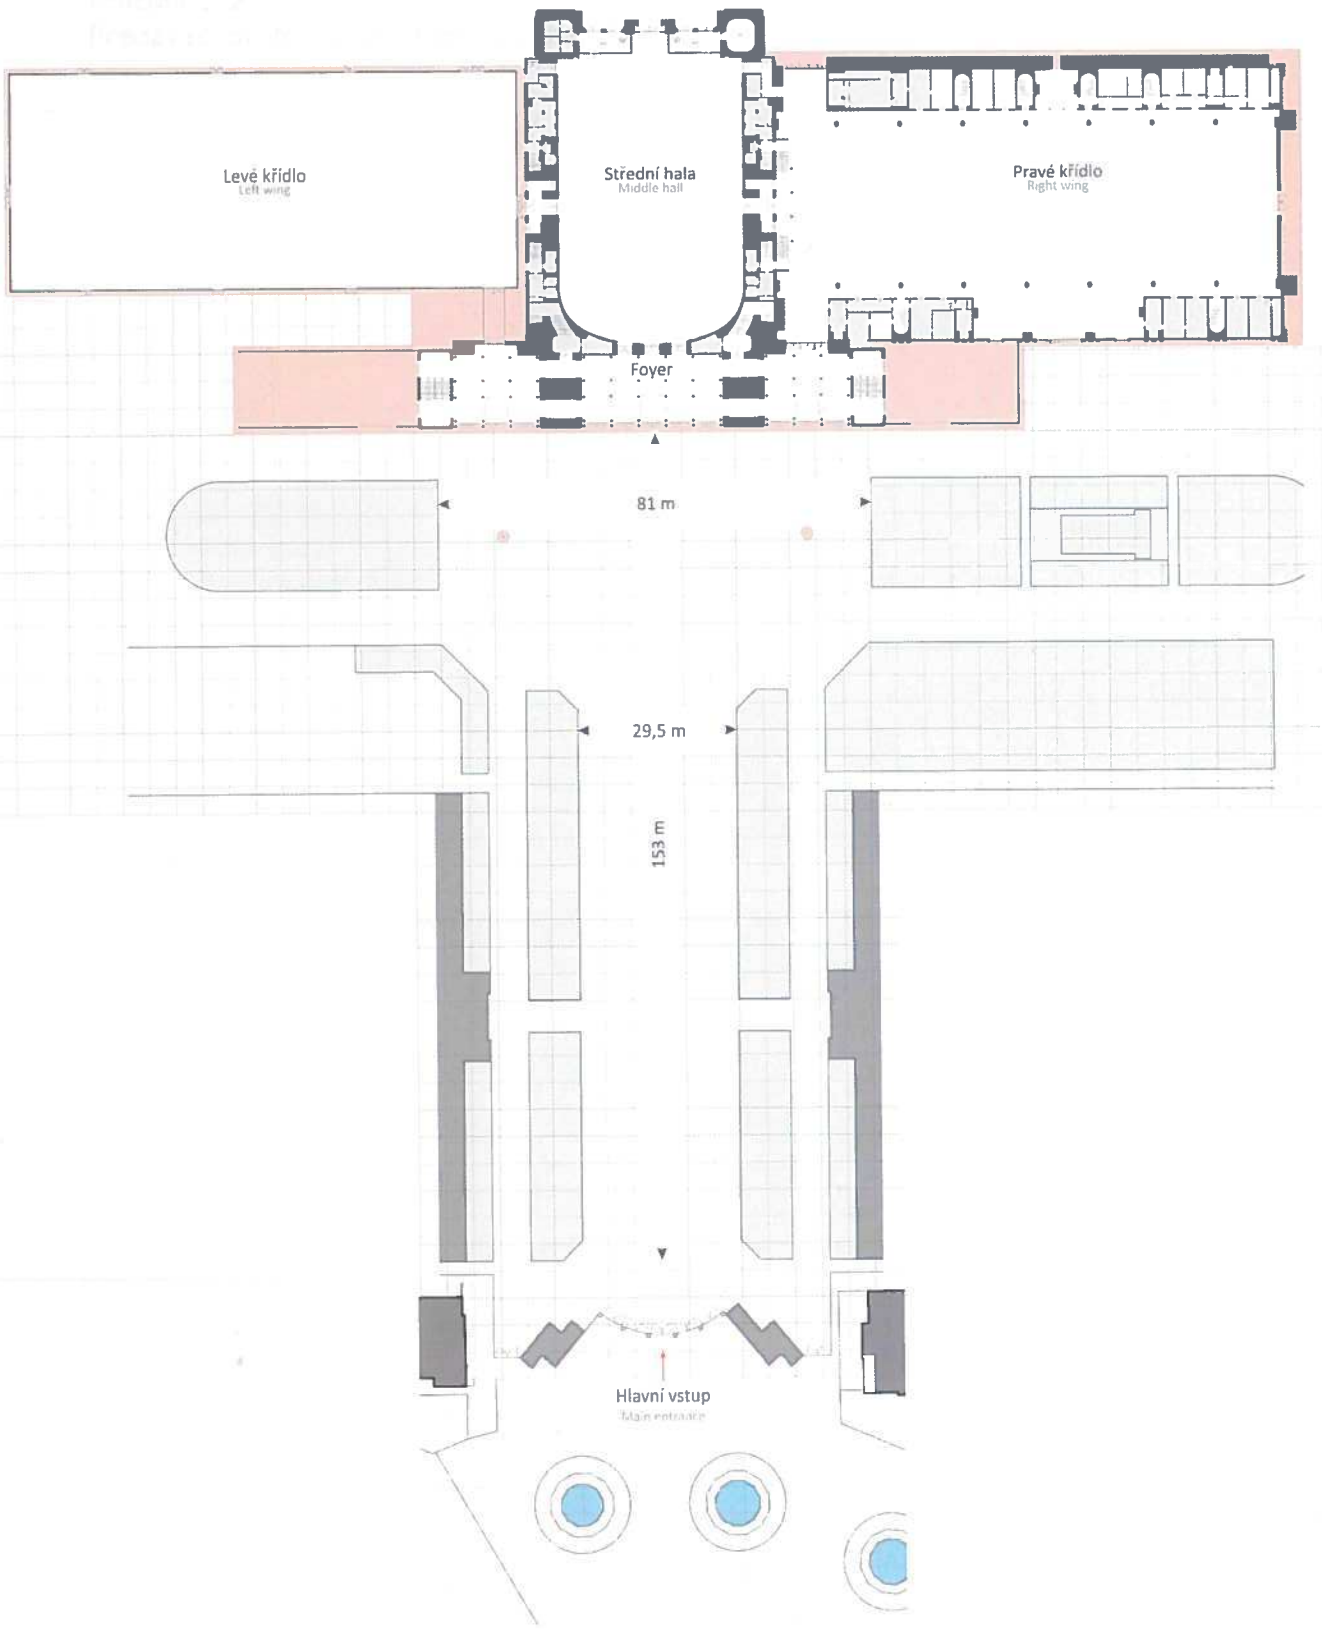 Levé křídlo
Left wing
Střední hala
Middle hall
Pravé křídlo
Right wing
Foyer
81 m
29,5 m
153 m
Hlavní vstup
Main entrance